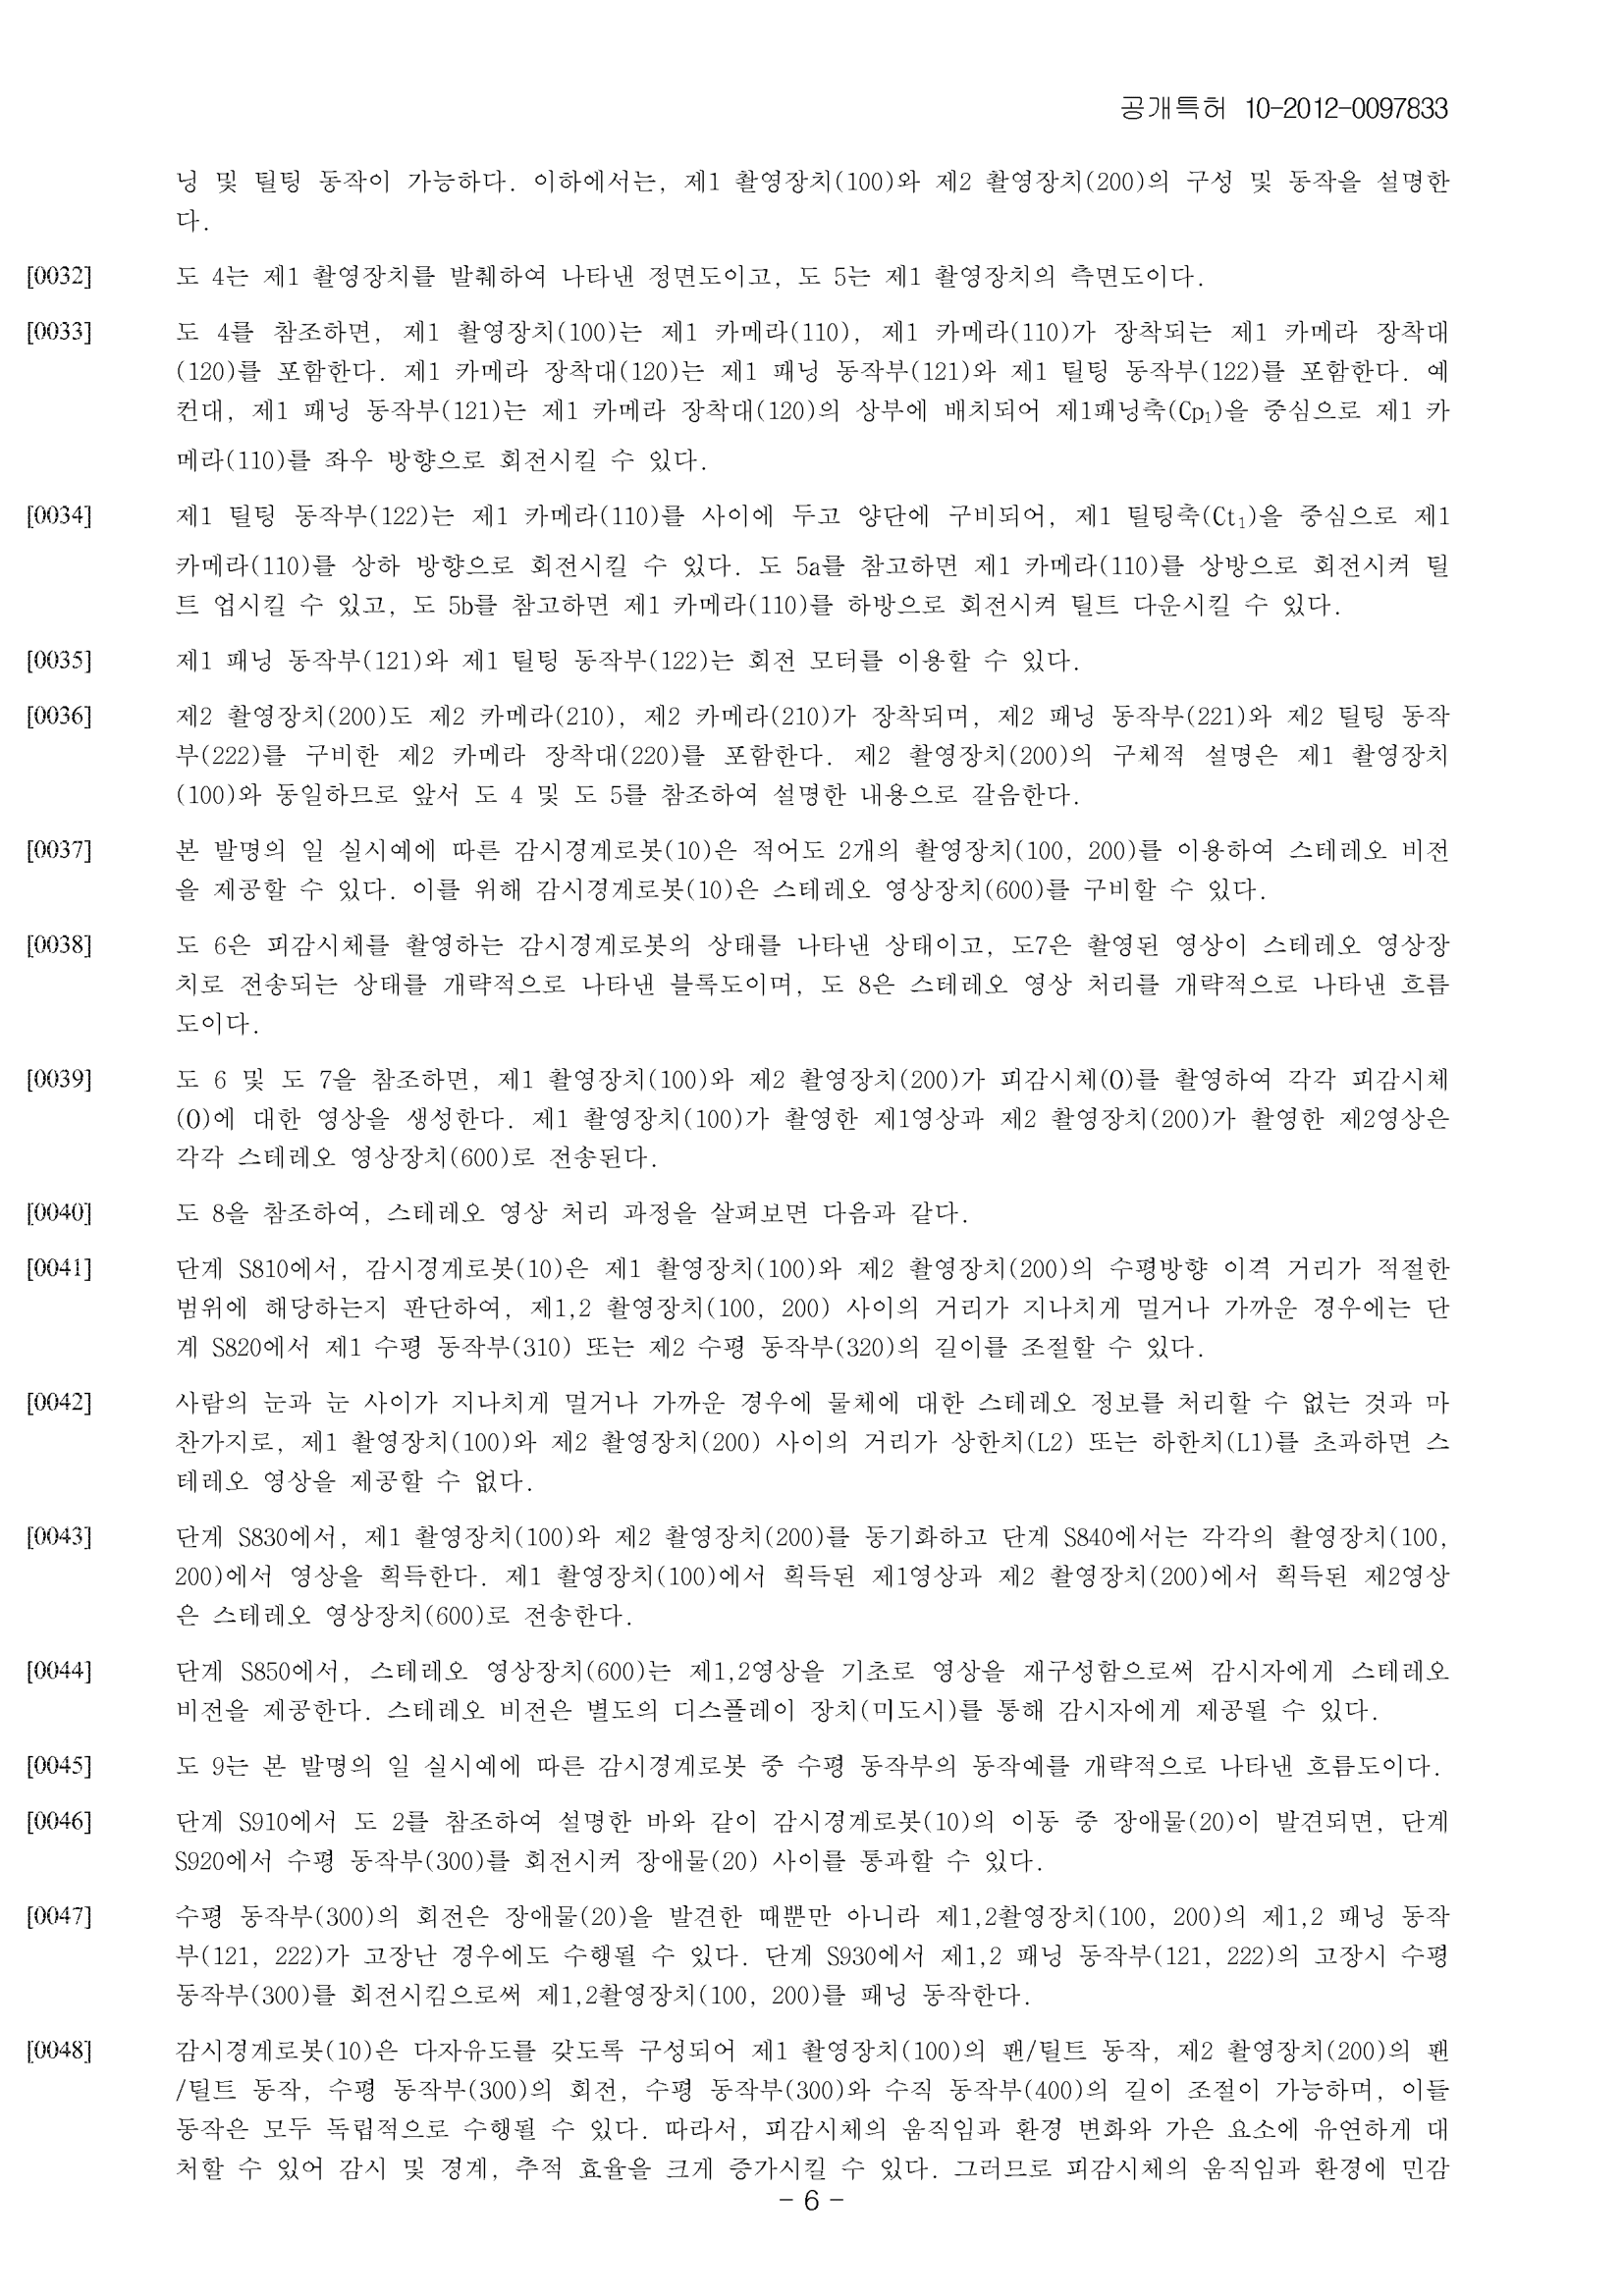 공개특허 10-2012-0097833
닝 및 틸팅 동작이 가능하다. 이하에서는, 제1 촬영장치(100)와 제2 촬영장치(200)의 구성 및 동작을 설명한
다.
[0032] 도 4는 제1 촬영장치를 발췌하여 나타낸 정면도이고, 도 5는 제1 촬영장치의 측면도이다.
[0033] 도 4를 참조하면, 제1 촬영장치(100)는 제1 카메라(110), 제1 카메라(110)가 장착되는 제1 카메라 장착대
(120)를 포함한다. 제1 카메라 장착대(120)는 제1 패닝 동작부(121)와 제1 틸팅 동작부(122)를 포함한다. 예
컨대, 제1 패닝 동작부(121)는 제1 카메라 장착대(120)의 상부에 배치되어 제1패닝축(Cp₁)을 중심으로 제1 카
메라(110)를 좌우 방향으로 회전시킬 수 있다.
[0034] 제1 틸팅 동작부(122)는 제1 카메라(110)를 사이에 두고 양단에 구비되어, 제1 틸팅축(Ct₁)을 중심으로 제1
카메라(110)를 상하 방향으로 회전시킬 수 있다. 도 5a를 참고하면 제1 카메라(110)를 상방으로 회전시켜 틸
트 업시킬 수 있고, 도 5b를 참고하면 제1 카메라(110)를 하방으로 회전시켜 틸트 다운시킬 수 있다.
[0035] 제1 패닝 동작부(121)와 제1 틸팅 동작부(122)는 회전 모터를 이용할 수 있다.
[0036] 제2 촬영장치(200)도 제2 카메라(210), 제2 카메라(210)가 장착되며, 제2 패닝 동작부(221)와 제2 틸팅 동작
부(222)를 구비한 제2 카메라 장착대(220)를 포함한다. 제2 촬영장치(200)의 구체적 설명은 제1 촬영장치
(100)와 동일하므로 앞서 도 4 및 도 5를 참조하여 설명한 내용으로 갈음한다.
[0037] 본 발명의 일 실시예에 따른 감시경계로봇(10)은 적어도 2개의 촬영장치(100, 200)를 이용하여 스테레오 비전
을 제공할 수 있다. 이를 위해 감시경계로봇(10)은 스테레오 영상장치(600)를 구비할 수 있다.
[0038] 도 6은 피감시체를 촬영하는 감시경계로봇의 상태를 나타낸 상태이고, 도7은 촬영된 영상이 스테레오 영상장
치로 전송되는 상태를 개략적으로 나타낸 블록도이며, 도 8은 스테레오 영상 처리를 개략적으로 나타낸 흐름
도이다.
[0039] 도 6 및 도 7을 참조하면, 제1 촬영장치(100)와 제2 촬영장치(200)가 피감시체(O)를 촬영하여 각각 피감시체
(O)에 대한 영상을 생성한다. 제1 촬영장치(100)가 촬영한 제1영상과 제2 촬영장치(200)가 촬영한 제2영상은
각각 스테레오 영상장치(600)로 전송된다.
[0040] 도 8을 참조하여, 스테레오 영상 처리 과정을 살펴보면 다음과 같다.
[0041] 단계 S810에서, 감시경계로봇(10)은 제1 촬영장치(100)와 제2 촬영장치(200)의 수평방향 이격 거리가 적절한
범위에 해당하는지 판단하여, 제1,2 촬영장치(100, 200) 사이의 거리가 지나치게 멀거나 가까운 경우에는 단
계 S820에서 제1 수평 동작부(310) 또는 제2 수평 동작부(320)의 길이를 조절할 수 있다.
[0042] 사람의 눈과 눈 사이가 지나치게 멀거나 가까운 경우에 물체에 대한 스테레오 정보를 처리할 수 없는 것과 마
찬가지로, 제1 촬영장치(100)와 제2 촬영장치(200) 사이의 거리가 상한치(L2) 또는 하한치(L1)를 초과하면 스
테레오 영상을 제공할 수 없다.
[0043] 단계 S830에서, 제1 촬영장치(100)와 제2 촬영장치(200)를 동기화하고 단계 S840에서는 각각의 촬영장치(100,
200)에서 영상을 획득한다. 제1 촬영장치(100)에서 획득된 제1영상과 제2 촬영장치(200)에서 획득된 제2영상
은 스테레오 영상장치(600)로 전송한다.
[0044] 단계 S850에서, 스테레오 영상장치(600)는 제1,2영상을 기초로 영상을 재구성함으로써 감시자에게 스테레오
비전을 제공한다. 스테레오 비전은 별도의 디스플레이 장치(미도시)를 통해 감시자에게 제공될 수 있다.
[0045] 도 9는 본 발명의 일 실시예에 따른 감시경계로봇 중 수평 동작부의 동작예를 개략적으로 나타낸 흐름도이다.
[0046] 단계 S910에서 도 2를 참조하여 설명한 바와 같이 감시경계로봇(10)의 이동 중 장애물(20)이 발견되면, 단계
S920에서 수평 동작부(300)를 회전시켜 장애물(20) 사이를 통과할 수 있다.
[0047] 수평 동작부(300)의 회전은 장애물(20)을 발견한 때뿐만 아니라 제1,2촬영장치(100, 200)의 제1,2 패닝 동작
부(121, 222)가 고장난 경우에도 수행될 수 있다. 단계 S930에서 제1,2 패닝 동작부(121, 222)의 고장시 수평
동작부(300)를 회전시킴으로써 제1,2촬영장치(100, 200)를 패닝 동작한다.
[0048] 감시경계로봇(10)은 다자유도를 갖도록 구성되어 제1 촬영장치(100)의 팬/틸트 동작, 제2 촬영장치(200)의 팬
/틸트 동작, 수평 동작부(300)의 회전, 수평 동작부(300)와 수직 동작부(400)의 길이 조절이 가능하며, 이들
동작은 모두 독립적으로 수행될 수 있다. 따라서, 피감시체의 움직임과 환경 변화와 가은 요소에 유연하게 대
처할 수 있어 감시 및 경계, 추적 효율을 크게 증가시킬 수 있다. 그러므로 피감시체의 움직임과 환경에 민감
- 6 -